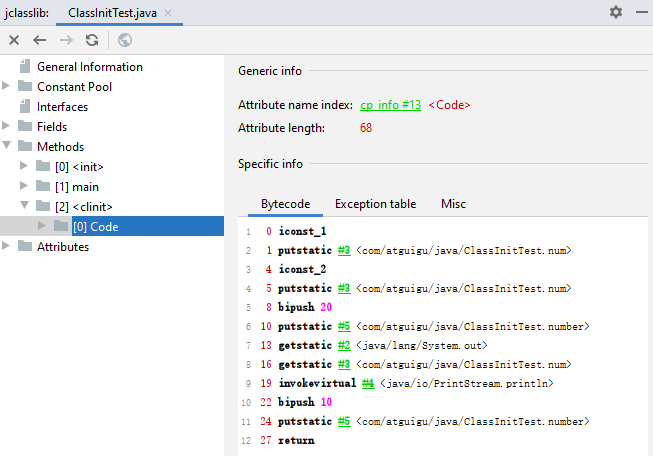 jclasslib: ClassInitTest.java
General Information
Constant Pool
Interfaces
Fields
Methods
[0] <init>
[1] main
[2] <clinit>
[0] Code
Attributes
Generic info
Attribute name index: cp_info #13 <Code>
Attribute length: 68
Specific info
Bytecode Exception table Misc
1 0 iconst_1
2 1 putstatic #3 <com/atguigu/java/ClassInitTest.num>
3 4 iconst_2
4 5 putstatic #3 <com/atguigu/java/ClassInitTest.num>
5 8 bipush 20
6 10 putstatic #5 <com/atguigu/java/ClassInitTest.number>
7 13 getstatic #2 <java/lang/System.out>
8 16 getstatic #3 <com/atguigu/java/ClassInitTest.num>
9 19 invokevirtual #4 <java/io/PrintStream.println>
10 22 bipush 10
11 24 putstatic #5 <com/atguigu/java/ClassInitTest.number>
12 27 return